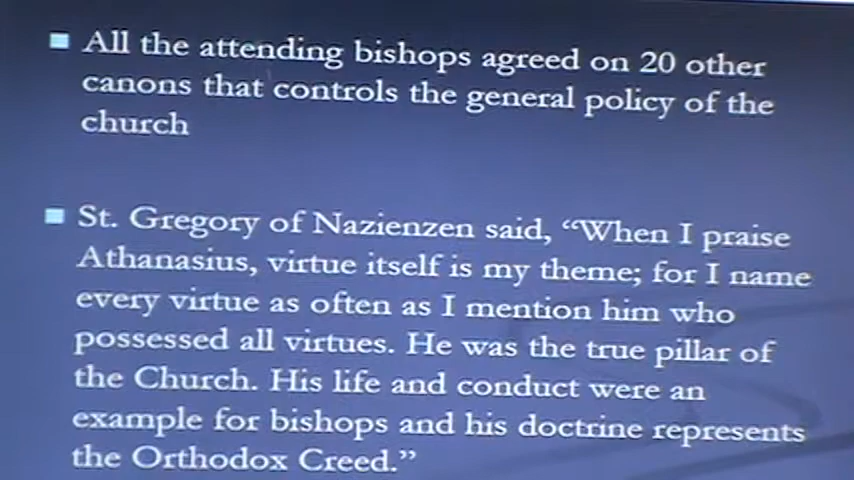 All the attending bishops agreed on 20 other
canons that controls the general policy of the
church
St. Gregory of Nazienzen said, “When I praise
Athanasius, virtue itself is my theme; for I name
every virtue as often as I mention him who
possessed all virtues. He was the true pillar of
the Church. His life and conduct were an
example for bishops and his doctrine represents
the Orthodox Creed.”